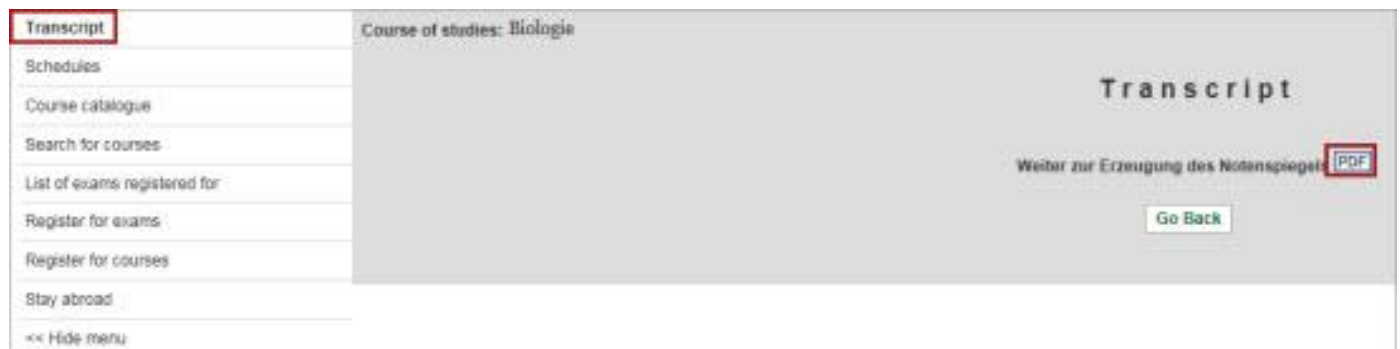 Transcript
Schedules
Course catalogue
Search for courses
List of exams registered for
Register for exams
Register for courses
Stay abroad
<< Hide menu
Course of studies: Biologie
Transcript
Weiter zur Erzeugung des Notenspiegels PDF
Go Back